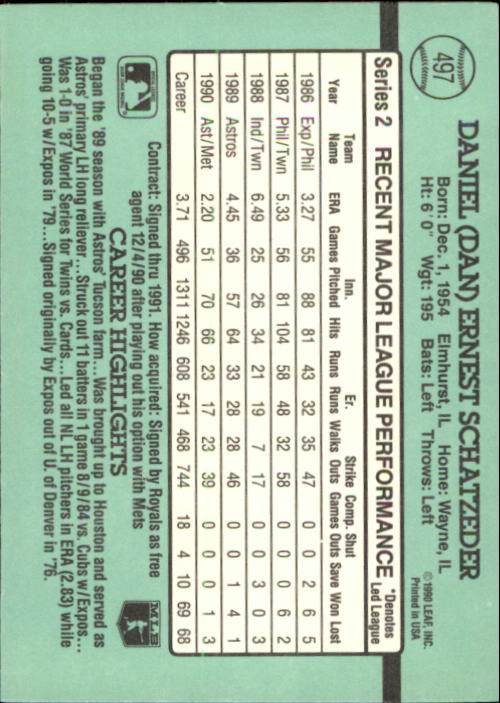 497
DANIEL (DAN) ERNEST SCHATZEDER
Born: Dec. 1, 1954 Elmhurst, IL Home: Wayne, IL
Ht: 6' 0" Wgt: 195 Bats: Left Throws: Left
©1990 LEAF, INC.
Printed in USA
Series 2 RECENT MAJOR LEAGUE PERFORMANCE *Denotes Led League
Team Inn. Er. Strike Comp. Shut
Year Name ERA Games Pitched Hits Runs Runs Walks Outs Games Outs Save Won Lost
1986 Exp/Phil 3.27 55 88 81 43 32 35 47 0 0 2 6 5
1987 Phil/Twn 5.33 56 81 104 58 48 32 58 0 0 0 6 2
1988 Ind/Twn 6.49 25 26 34 21 19 7 17 0 0 3 0 3
1989 Astros 4.45 36 57 64 33 28 28 46 0 0 1 4 1
1990 Ast/Met 2.20 51 70 66 23 17 23 39 0 0 0 1 3
Career 3.71 496 1311 1246 608 541 468 744 18 4 10 69 68
Contract: Signed thru 1991. How acquired: Signed by Royals as free
agent 12/4/90 after playing out his option with Mets
CAREER HIGHLIGHTS
MLB
Began the '89 season with Astros' Tucson farm... Was brought up to Houston and served as
Astros' primary LH long reliever...Struck out 11 batters in 1 game 8/9/84 vs. Cubs w/Expos...
Was 1-0 in '87 World Series for Twins vs. Cards...Led all NL LH pitchers in ERA (2.83) while
going 10-5 w/Expos in '79...Signed originally by Expos out of U. of Denver in '76.